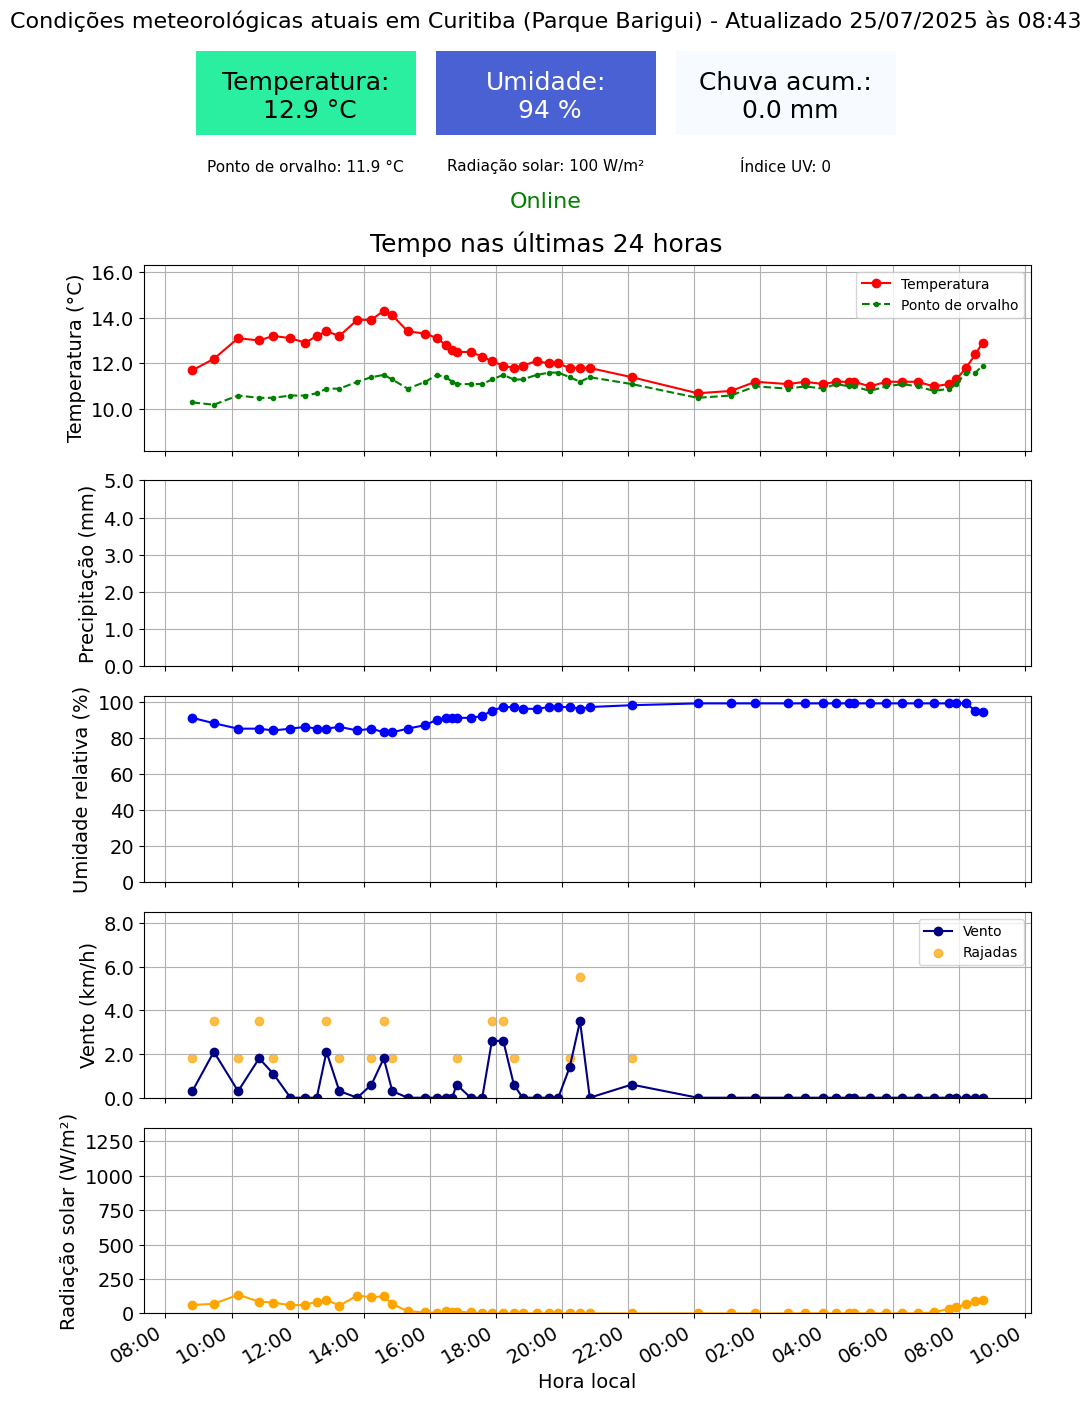 Condições meteorológicas atuais em Curitiba (Parque Barigui) - Atualizado 25/07/2025 às 08:43
Temperatura:
12.9 °C
Umidade:
94 %
Chuva acum.:
0.0 mm
Ponto de orvalho: 11.9 °C
Radiação solar: 100 W/m²
Índice UV: 0
Online
Tempo nas últimas 24 horas
Temperatura (°C)
16.0
14.0
12.0
10.0
Temperatura
Ponto de orvalho
Precipitação (mm)
5.0
4.0
3.0
2.0
1.0
0.0
Umidade relativa (%)
100
80
60
40
20
0
Vento (km/h)
8.0
6.0
4.0
2.0
0.0
Vento
Rajadas
Radiação solar (W/m²)
1250
1000
750
500
250
0
08:00
10:00
12:00
14:00
16:00
18:00
20:00
22:00
00:00
02:00
04:00
06:00
08:00
10:00
Hora local